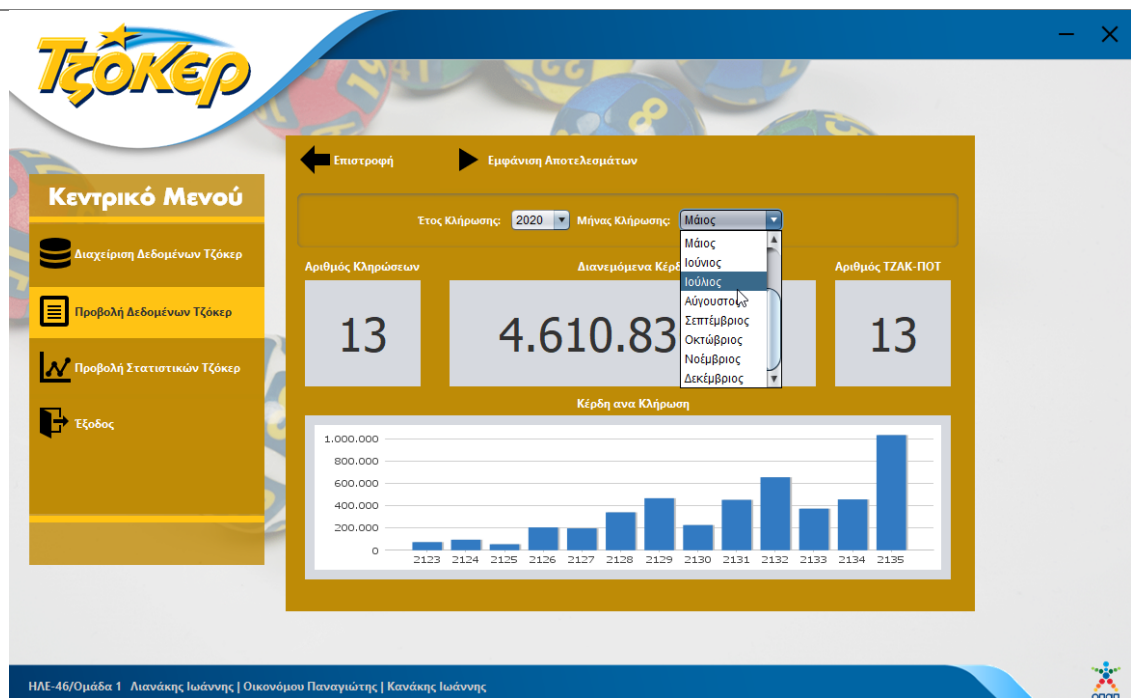 Τζόκερ
Επιστροφή
Εμφάνιση Αποτελεσμάτων
Κεντρικό Μενού
Διαχείριση Δεδομένων Τζόκερ
Προβολή Δεδομένων Τζόκερ
Προβολή Στατιστικών Τζόκερ
Έξοδος
Έτος Κλήρωσης: 2020 Μήνας Κλήρωσης: Μάιος
Μάιος
Ιούνιος
Ιούλιος
Αύγουστος
Σεπτέμβριος
Οκτώβριος
Νοέμβριος
Δεκέμβριος
Αριθμός Κληρώσεων
Διανεμόμενα Κέρδ
Αριθμός ΤΖΑΚ-ΠΟΤ
13
4.610.83
13
Κέρδη ανα Κλήρωση
1.000.000
800.000
600.000
400.000
200.000
0
2123 2124 2125 2126 2127 2128 2129 2130 2131 2132 2133 2134 2135
ΗΛΕ-46/Ομάδα 1 Λιανάκης Ιωάννης | Οικονόμου Παναγιώτης | Κανάκης Ιωάννης